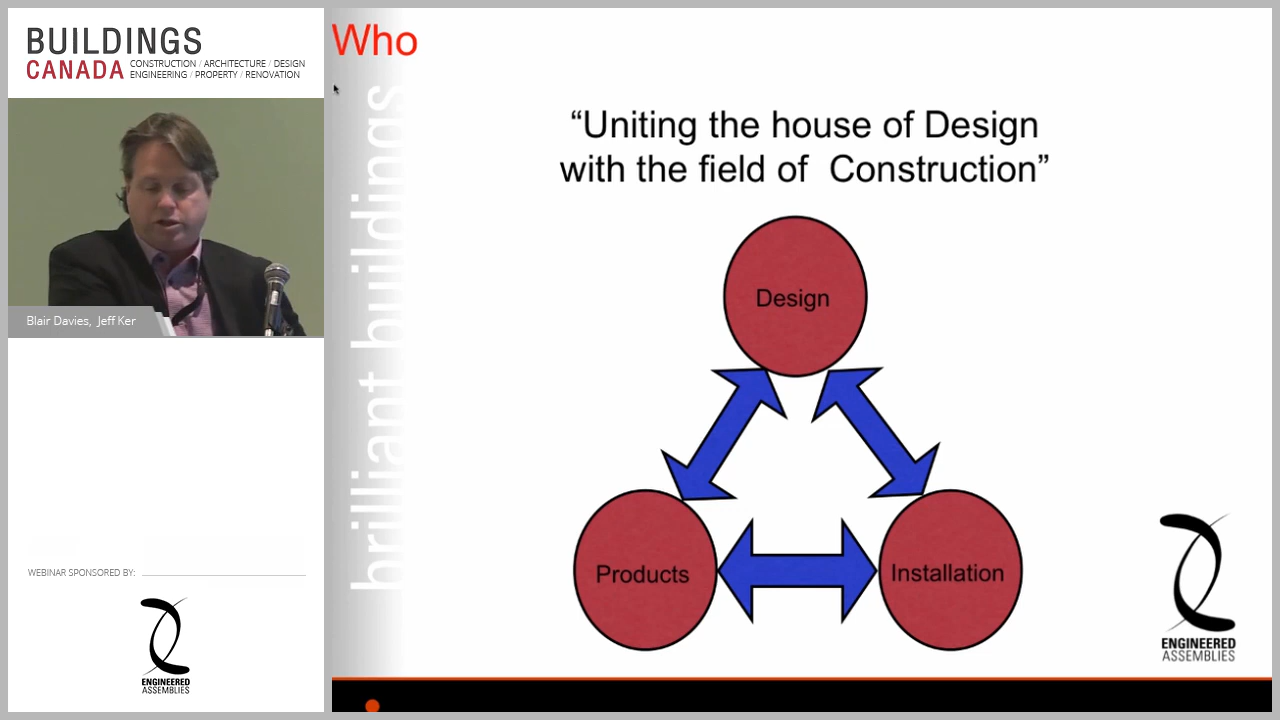 BUILDINGS
CANADA
CONSTRUCTION / ARCHITECTURE / DESIGN
ENGINEERING / PROPERTY / RENOVATION
Blair Davies, Jeff Ker
WEBINAR SPONSORED BY:
ENGINEERED
ASSEMBLIES
Who
brilliant buildings
“Uniting the house of Design
with the field of Construction”
Design
Products
Installation
ENGINEERED
ASSEMBLIES